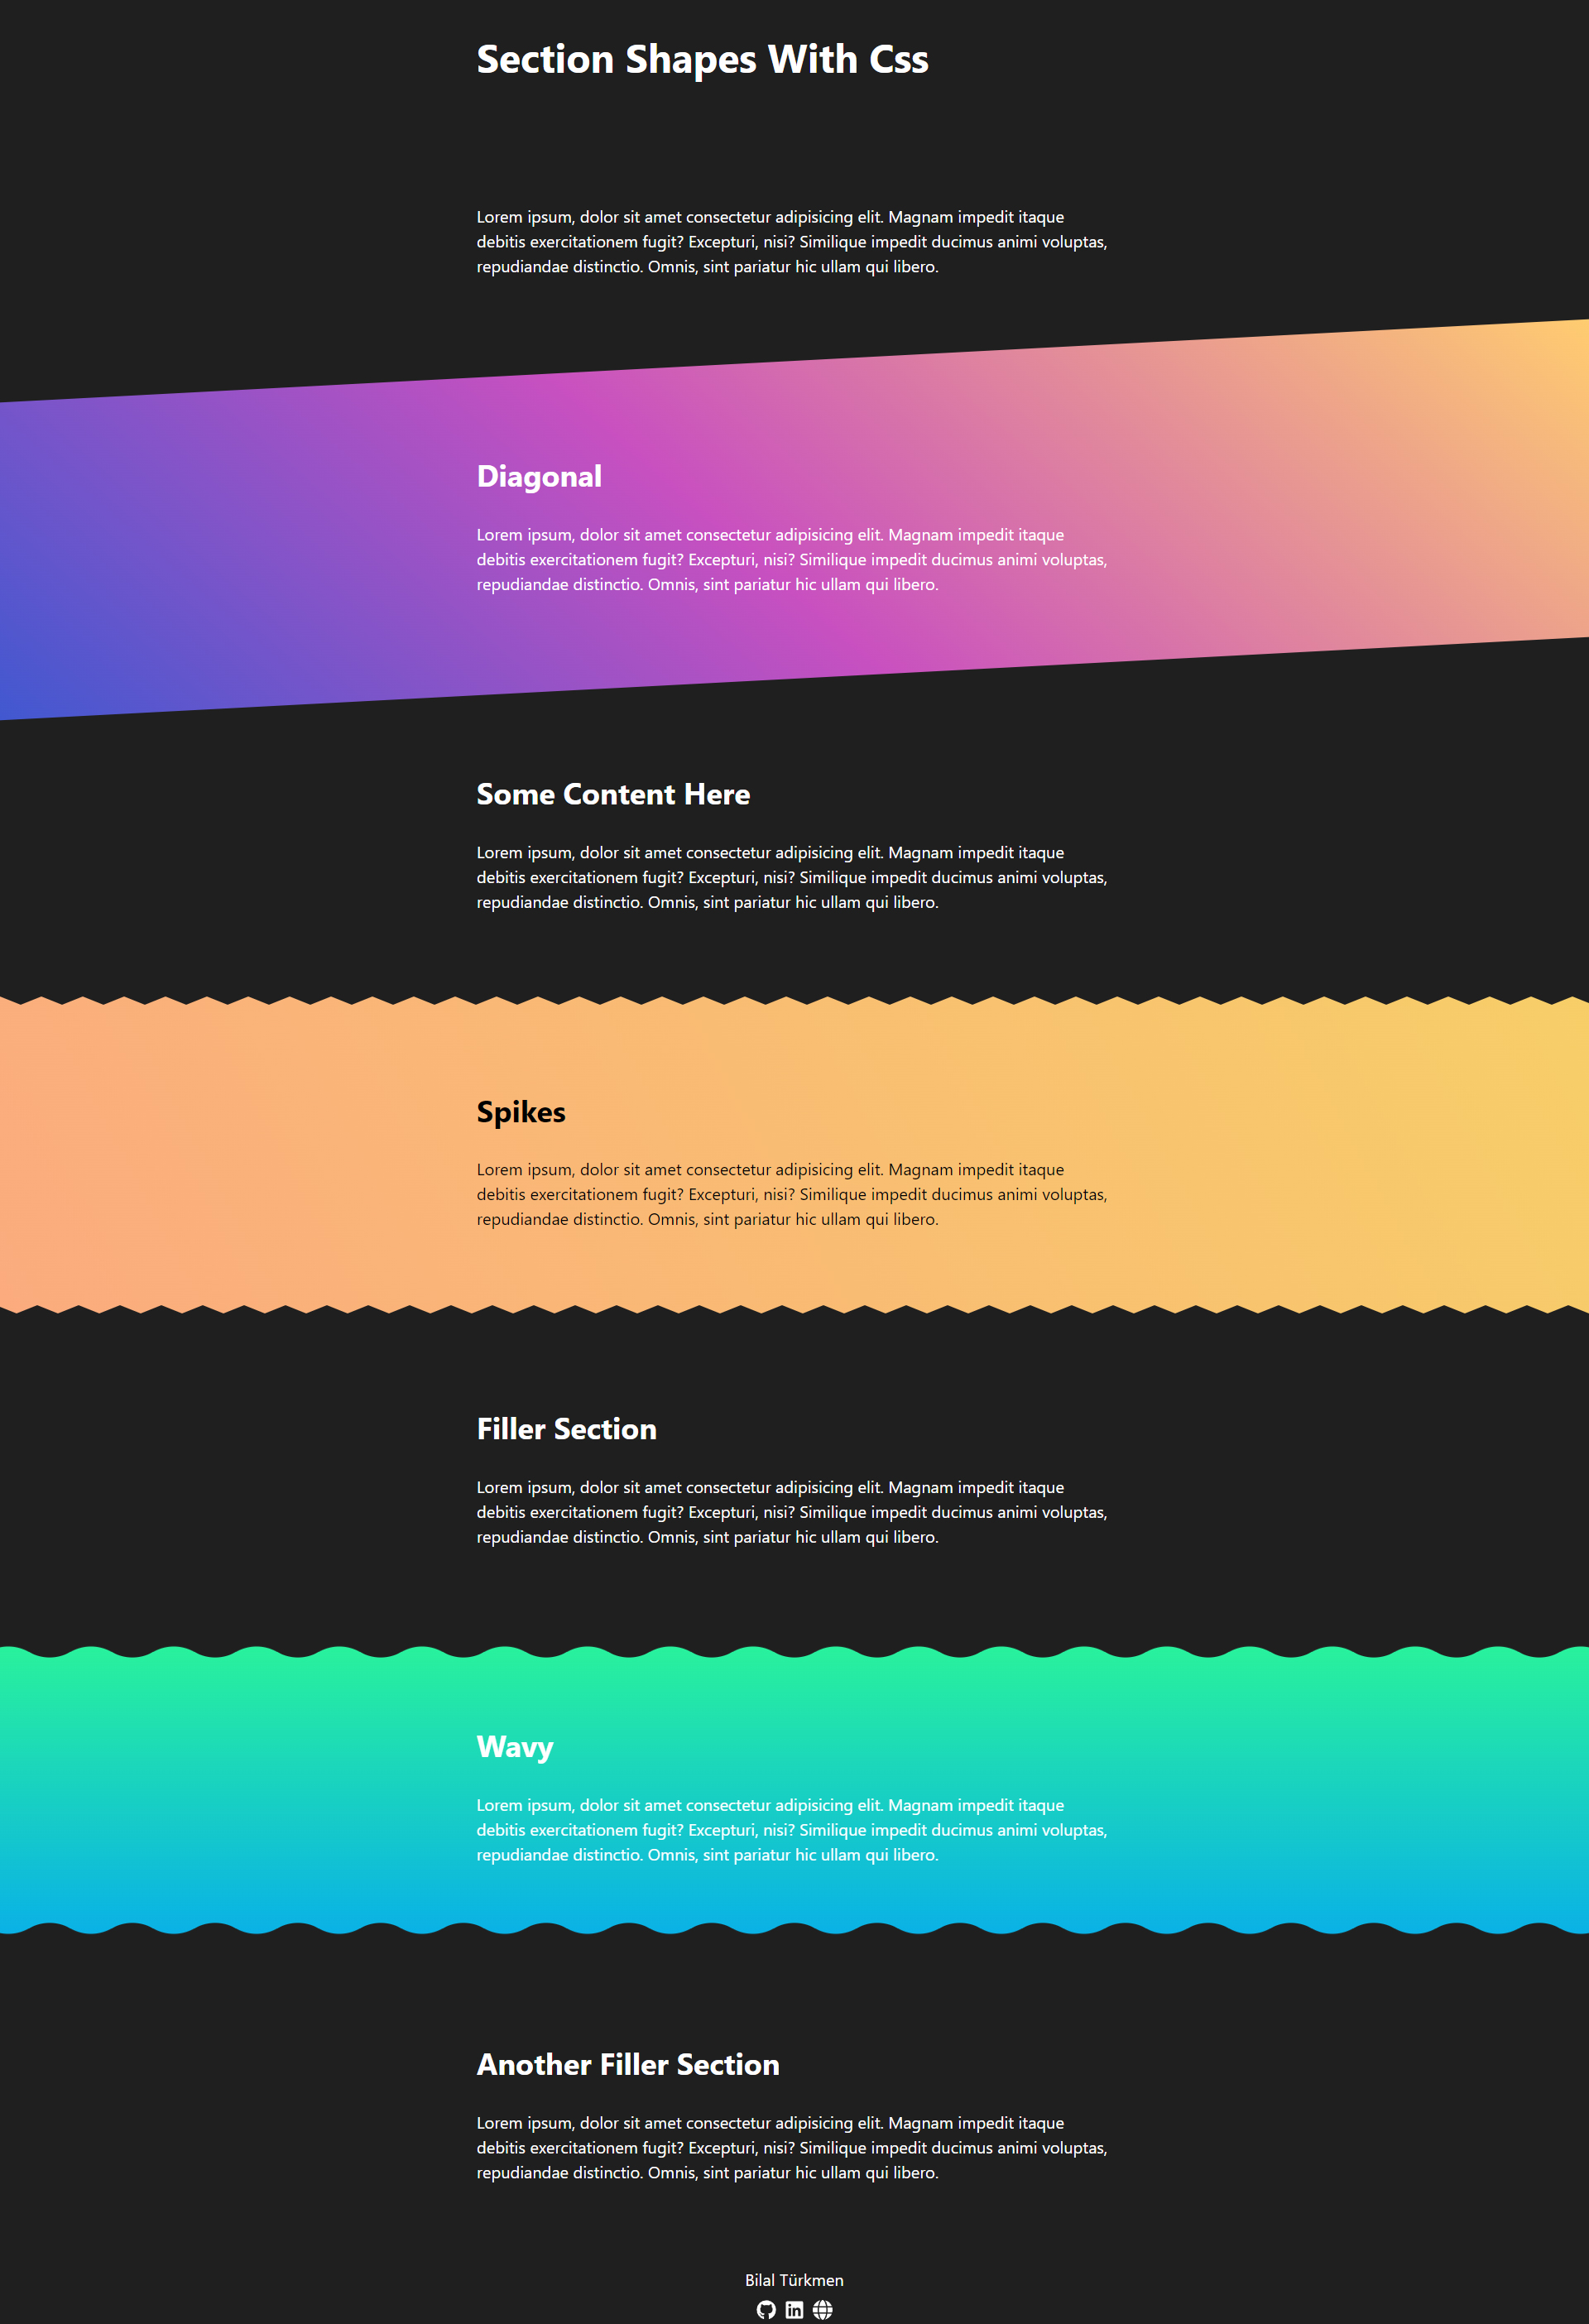 Section Shapes With Css
Lorem ipsum, dolor sit amet consectetur adipisicing elit. Magnam impedit itaque
debitis exercitationem fugit? Excepturi, nisi? Similique impedit ducimus animi voluptas,
repudiandae distinctio. Omnis, sint pariatur hic ullam qui libero.
Diagonal
Lorem ipsum, dolor sit amet consectetur adipisicing elit. Magnam impedit itaque
debitis exercitationem fugit? Excepturi, nisi? Similique impedit ducimus animi voluptas,
repudiandae distinctio. Omnis, sint pariatur hic ullam qui libero.
Some Content Here
Lorem ipsum, dolor sit amet consectetur adipisicing elit. Magnam impedit itaque
debitis exercitationem fugit? Excepturi, nisi? Similique impedit ducimus animi voluptas,
repudiandae distinctio. Omnis, sint pariatur hic ullam qui libero.
Spikes
Lorem ipsum, dolor sit amet consectetur adipisicing elit. Magnam impedit itaque
debitis exercitationem fugit? Excepturi, nisi? Similique impedit ducimus animi voluptas,
repudiandae distinctio. Omnis, sint pariatur hic ullam qui libero.
Filler Section
Lorem ipsum, dolor sit amet consectetur adipisicing elit. Magnam impedit itaque
debitis exercitationem fugit? Excepturi, nisi? Similique impedit ducimus animi voluptas,
repudiandae distinctio. Omnis, sint pariatur hic ullam qui libero.
Wavy
Lorem ipsum, dolor sit amet consectetur adipisicing elit. Magnam impedit itaque
debitis exercitationem fugit? Excepturi, nisi? Similique impedit ducimus animi voluptas,
repudiandae distinctio. Omnis, sint pariatur hic ullam qui libero.
Another Filler Section
Lorem ipsum, dolor sit amet consectetur adipisicing elit. Magnam impedit itaque
debitis exercitationem fugit? Excepturi, nisi? Similique impedit ducimus animi voluptas,
repudiandae distinctio. Omnis, sint pariatur hic ullam qui libero.
Bilal Türkmen